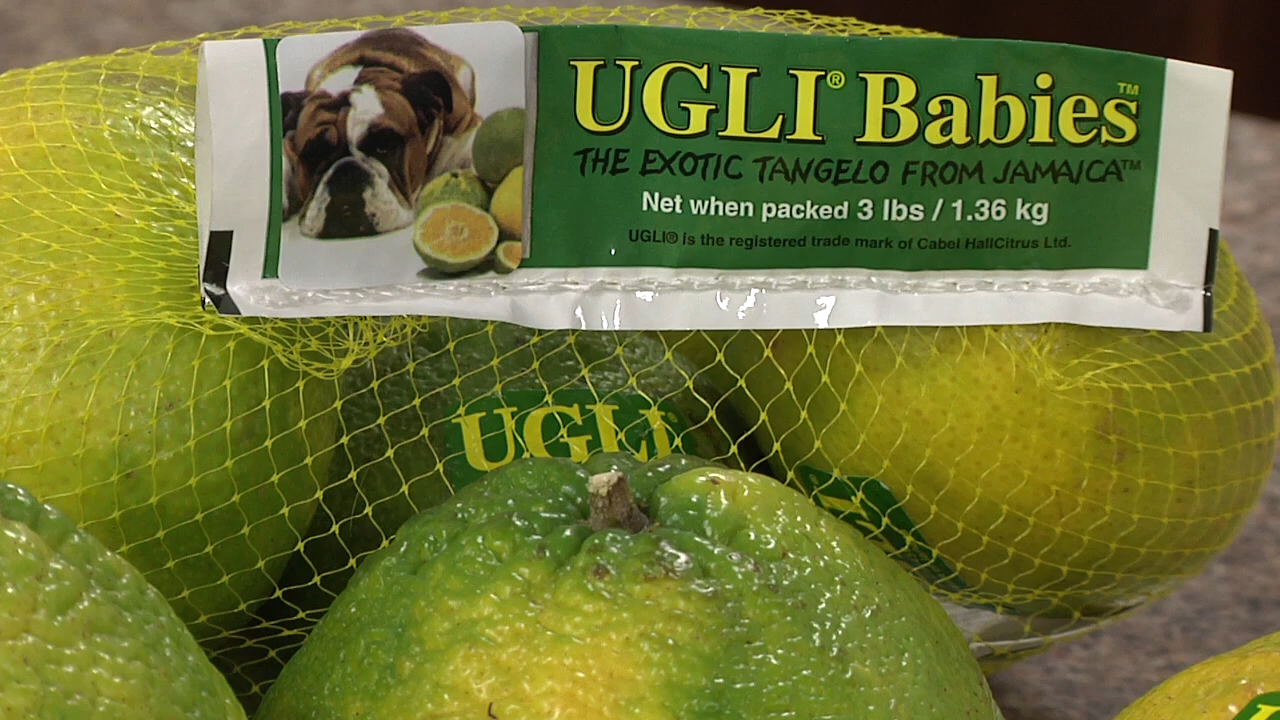 UGLI® Babies™
THE EXOTIC TANGELO FROM JAMAICA™
Net when packed 3 lbs / 1.36 kg
UGLI® is the registered trade mark of Cabel HallCitrus Ltd.
UGLI